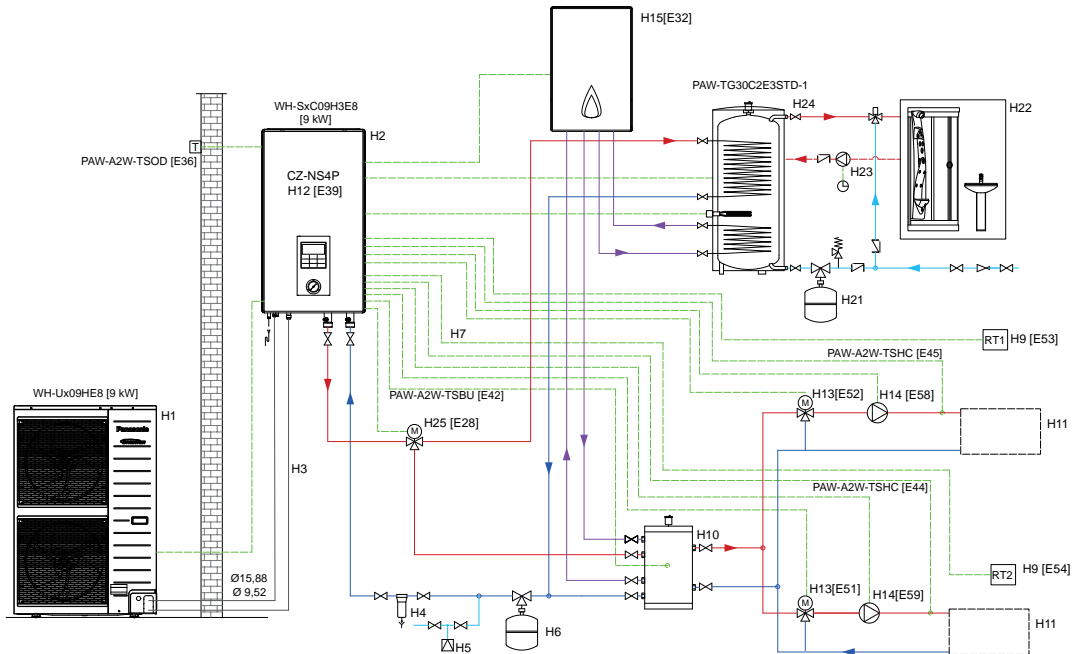 H15[E32]
PAW-TG30C2E3STD-1
H24
H22
WH-SxC09H3E8
[9 kW]
H2
T
PAW-A2W-TSOD [E36]
CZ-NS4P
H12 [E39]
H23
H21
H7
RT1
H9 [E53]
PAW-A2W-TSHC [E45]
PAW-A2W-TSBU [E42]
WH-Ux09HE8 [9 kW]
H1
Panasonic
M
H13[E52]
H14 [E58]
H11
M
H25 [E28]
H3
PAW-A2W-TSHC [E44]
H10
RT2
H9 [E54]
Ø15,88
Ø 9,52
M
H13[E51]
H14[E59]
H11
H4
H5
H6